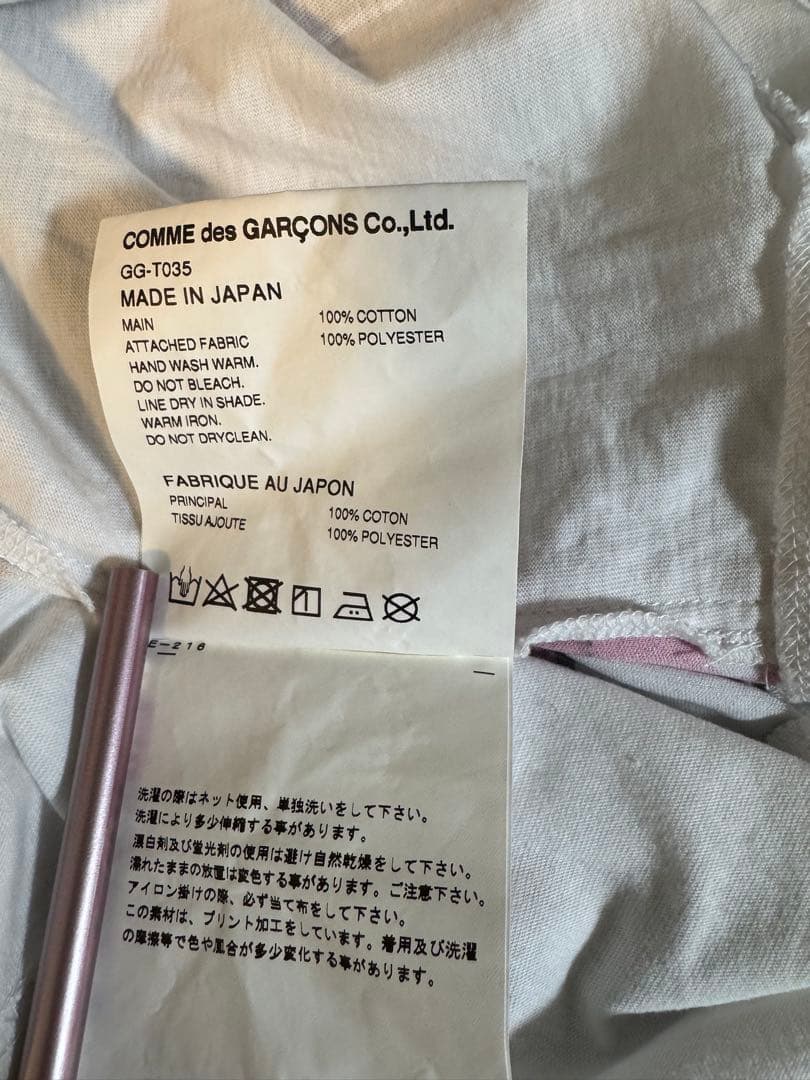 COMME des GARÇONS Co.,Ltd.
GG-T035
MADE IN JAPAN
MAIN 100% COTTON
ATTACHED FABRIC 100% POLYESTER
HAND WASH WARM.
DO NOT BLEACH.
LINE DRY IN SHADE.
WARM IRON.
DO NOT DRYCLEAN.
FABRIQUE AU JAPON
PRINCIPAL 100% COTON
TISSU AJOUTE 100% POLYESTER
E-216
洗濯の際はネット使用、単独洗いをして下さい。
洗濯により多少伸縮する事があります。
漂白剤及び蛍光剤の使用は避け自然乾燥をして下さい。
濡れたままの放置は変色する事があります。ご注意下さい。
アイロン掛けの際、必ず当て布をして下さい。
この素材は、プリント加工をしています。着用及び洗濯
の摩擦等で色や風合が多少変化する事があります。